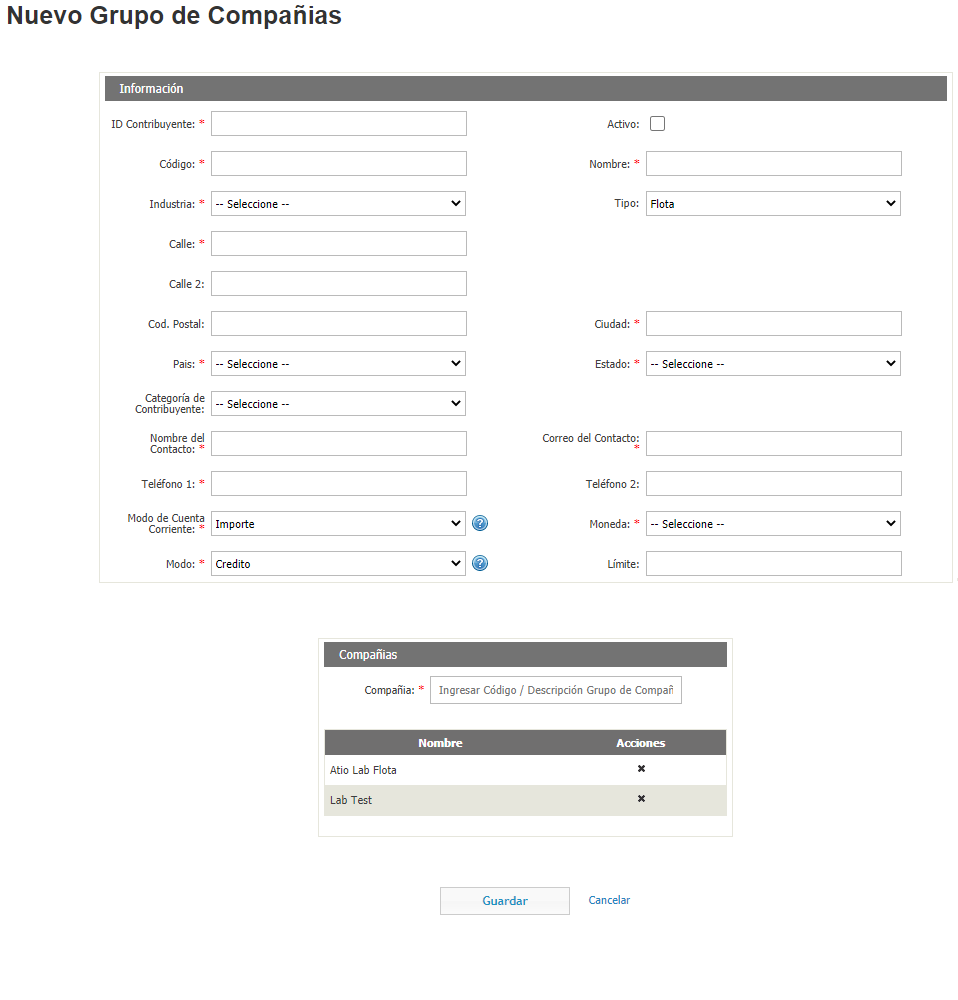 Nuevo Grupo de Compañias
Información
ID Contribuyente: *
Activo:
Código: *
Nombre: *
Industria: * -- Seleccione --
Tipo: Flota
Calle: *
Calle 2:
Cod. Postal:
Ciudad: *
Pais: * -- Seleccione --
Estado: * -- Seleccione --
Categoría de
Contribuyente:
-- Seleccione --
Nombre del
Contacto: *
Correo del Contacto:
*
Teléfono 1: *
Teléfono 2:
Modo de Cuenta
Corriente: *
Importe
?
Moneda: * -- Seleccione --
Modo: * Credito
?
Límite:
Compañias
Compañia: * Ingresar Código / Descripción Grupo de Compañ
Nombre Acciones
Atio Lab Flota
Lab Test
Guardar Cancelar